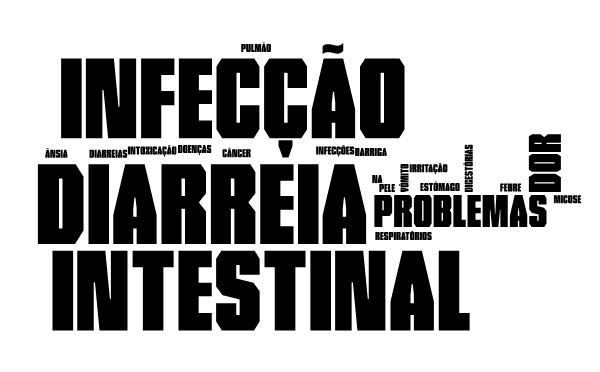 PULMÃO
INFECÇÃO
ÂNSIA
DIARREIAS
INTOXICAÇÃO
DOENÇAS
CÂNCER
INFECÇÕES
BARRIGA
DIARRÉIA
NA
PELE
VÔMITO
IRRITAÇÃO
ESTÔMAGO
DIGESTÓRIAS
FEBRE
DOR
MICOSE
PROBLEMAS
RESPIRATÓRIOS
INTESTINAL